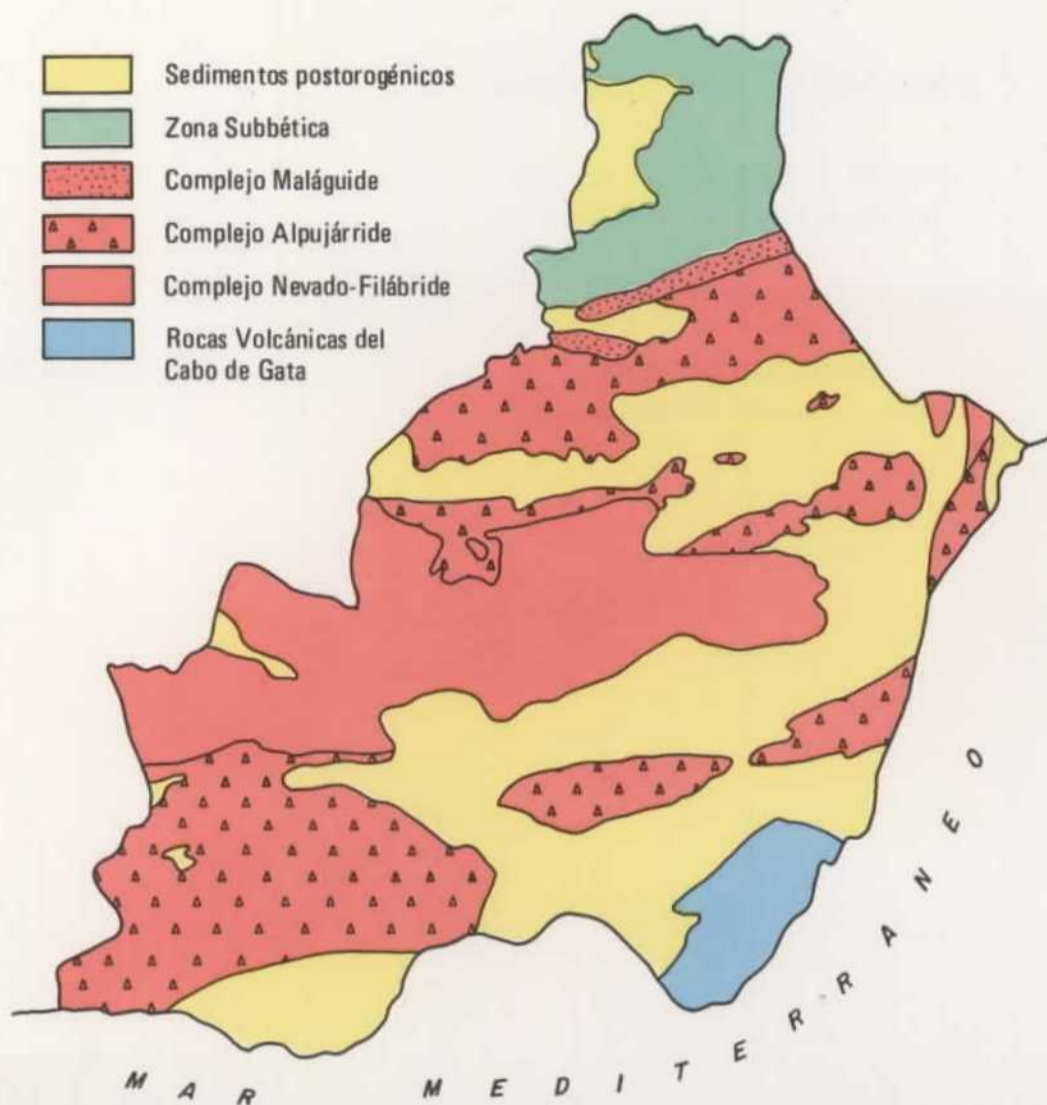 Sedimentos postorogénicos
Zona Subbética
Complejo Maláguide
Complejo Alpujárride
Complejo Nevado-Filábride
Rocas Volcánicas del
Cabo de Gata
MAR MEDITERRANEO